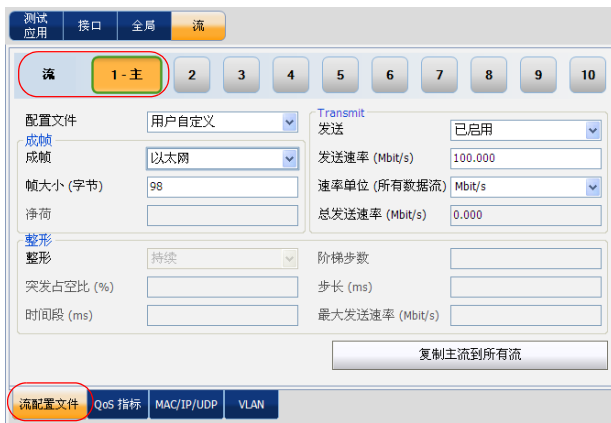 测试应用 接口 全局 流
流 1 - 主 2 3 4 5 6 7 8 9 10
配置文件 用户自定义
成帧
成帧 以太网
帧大小 (字节) 98
净荷
Transmit
发送 已启用
发送速率 (Mbit/s) 100.000
速率单位 (所有数据流) Mbit/s
总发送速率 (Mbit/s) 0.000
整形
整形 持续
突发占空比 (%)
时间段 (ms)
阶梯步数
步长 (ms)
最大发送速率 (Mbit/s)
复制主流到所有流
流配置文件 QoS 指标 MAC/IP/UDP VLAN